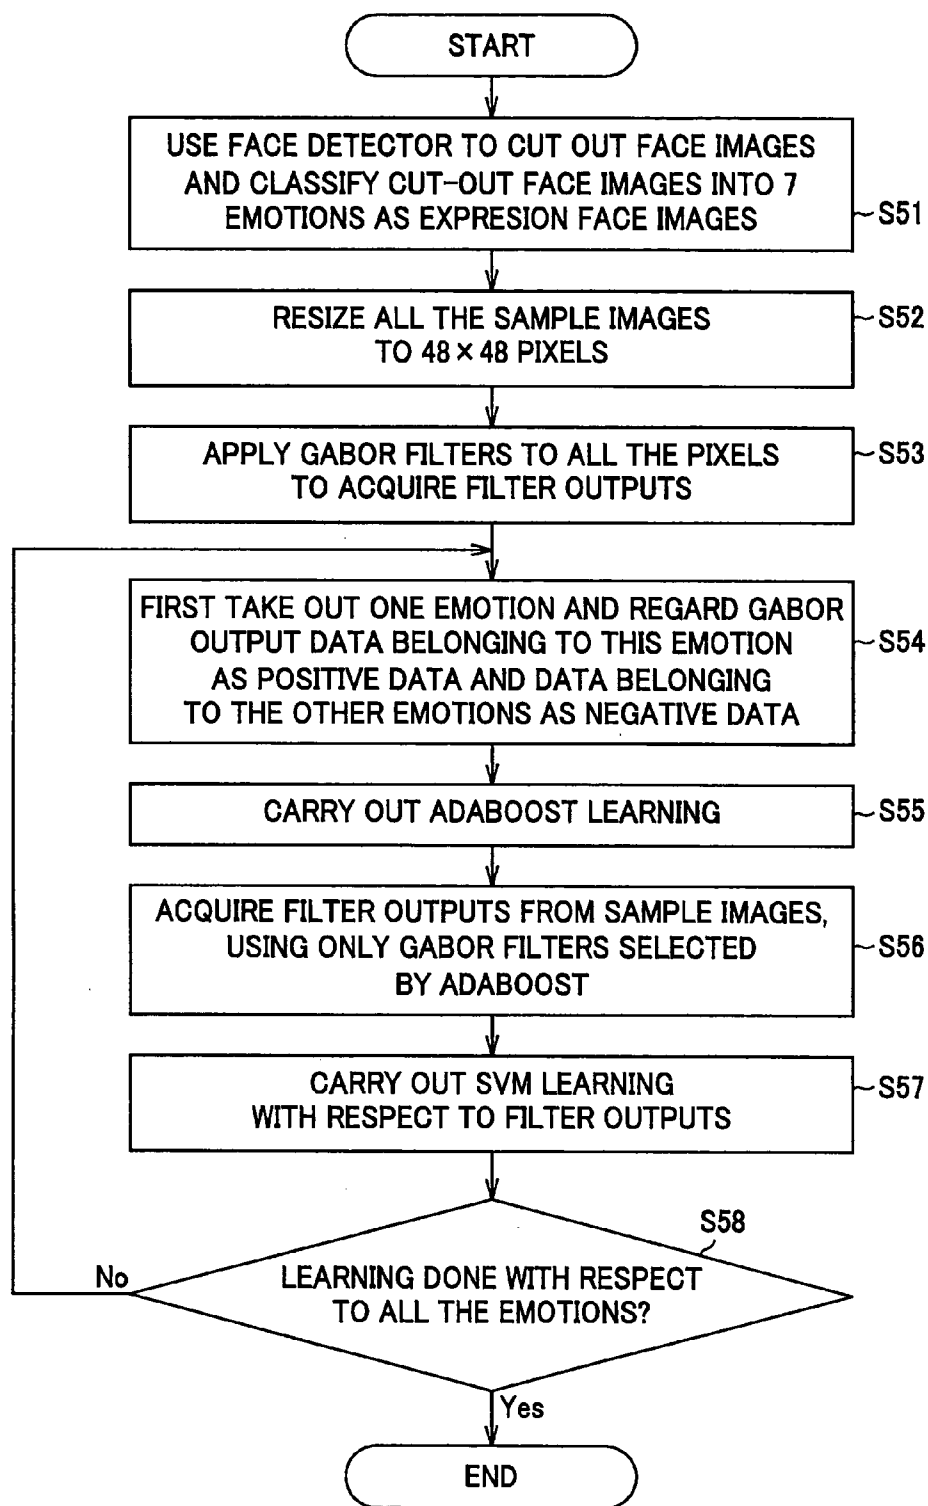 START
USE FACE DETECTOR TO CUT OUT FACE IMAGES
AND CLASSIFY CUT-OUT FACE IMAGES INTO 7
EMOTIONS AS EXPRESION FACE IMAGES
S51
RESIZE ALL THE SAMPLE IMAGES
TO 48 × 48 PIXELS
S52
APPLY GABOR FILTERS TO ALL THE PIXELS
TO ACQUIRE FILTER OUTPUTS
S53
FIRST TAKE OUT ONE EMOTION AND REGARD GABOR
OUTPUT DATA BELONGING TO THIS EMOTION
AS POSITIVE DATA AND DATA BELONGING
TO THE OTHER EMOTIONS AS NEGATIVE DATA
S54
CARRY OUT ADABOOST LEARNING
S55
ACQUIRE FILTER OUTPUTS FROM SAMPLE IMAGES,
USING ONLY GABOR FILTERS SELECTED
BY ADABOOST
S56
CARRY OUT SVM LEARNING
WITH RESPECT TO FILTER OUTPUTS
S57
S58
LEARNING DONE WITH RESPECT
TO ALL THE EMOTIONS?
No
Yes
END